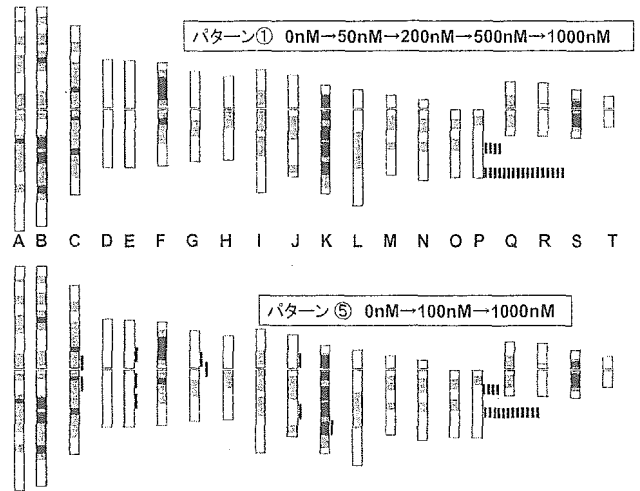 パターン① 0nM→50nM→200nM→500nM→1000nM
A B C D E F G H I J K L M N O P Q R S T
パターン⑤ 0nM→100nM→1000nM